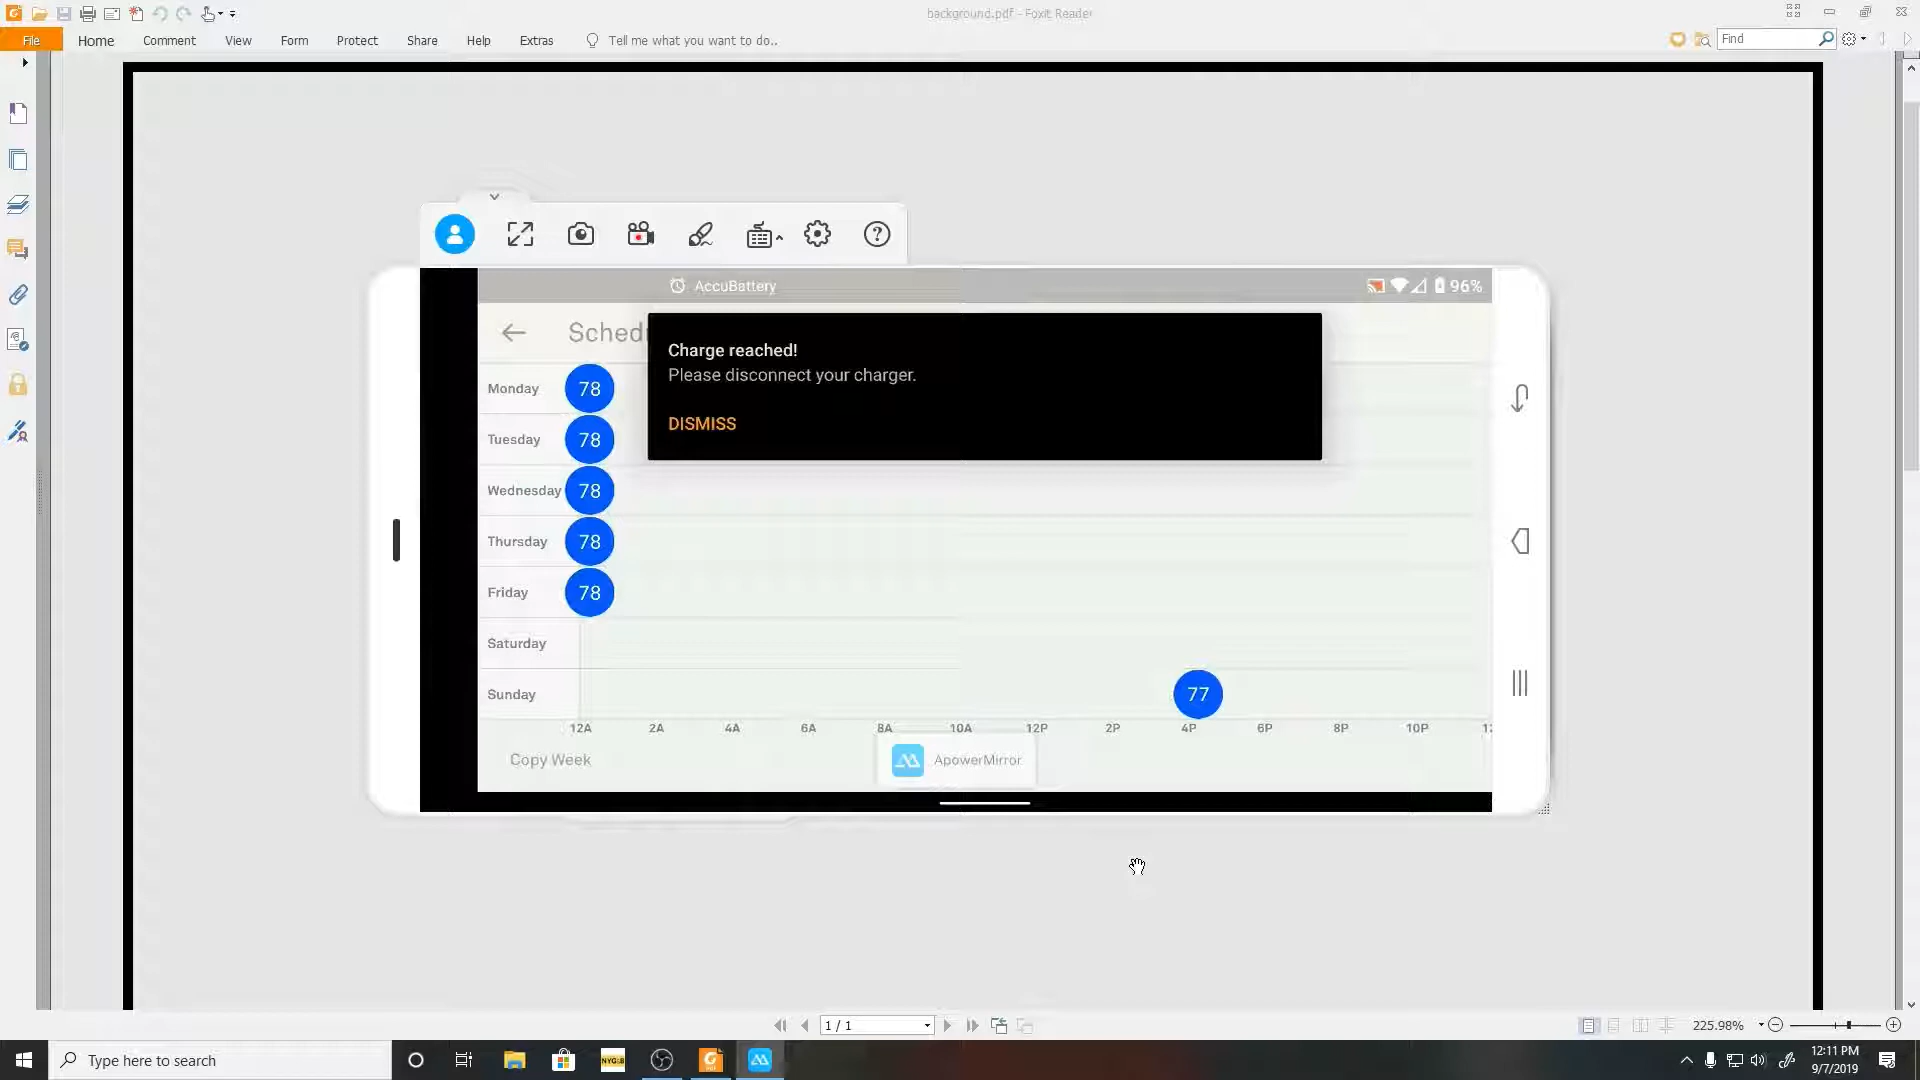 background.pdf - Foxit Reader
File Home Comment View Form Protect Share Help Extras Tell me what you want to do.. Find
AccuBattery 96%
Charge reached!
Please disconnect your charger.
DISMISS
Monday 78
Tuesday 78
Wednesday 78
Thursday 78
Friday 78
Saturday
Sunday 77
12A 2A 4A 6A 8A 10A 12P 2P 4P 6P 8P 10P
Copy Week
ApowerMirror
1 / 1 225.98%
Type here to search
12:11 PM
9/7/2019